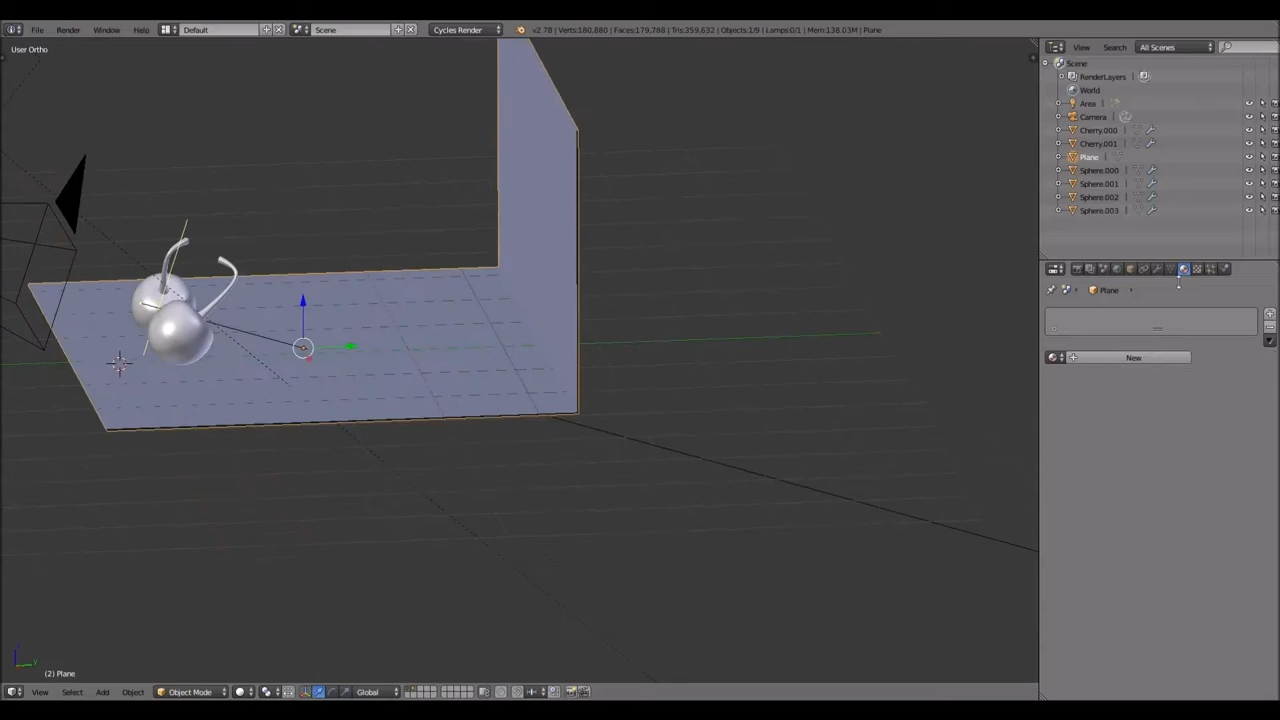 File Render Window Help Default Scene Cycles Render v2.78 | Verts:180,880 | Faces:179,788 | Tris:359,632 | Objects:1/9 | Lamps:0/1 | Mem:138.03M | Plane
User Ortho
View Search All Scenes
Scene
RenderLayers
World
Area
Camera
Cherry.000
Cherry.001
Plane
Sphere.000
Sphere.001
Sphere.002
Sphere.003
Plane
New
(2) Plane
View Select Add Object Object Mode Global